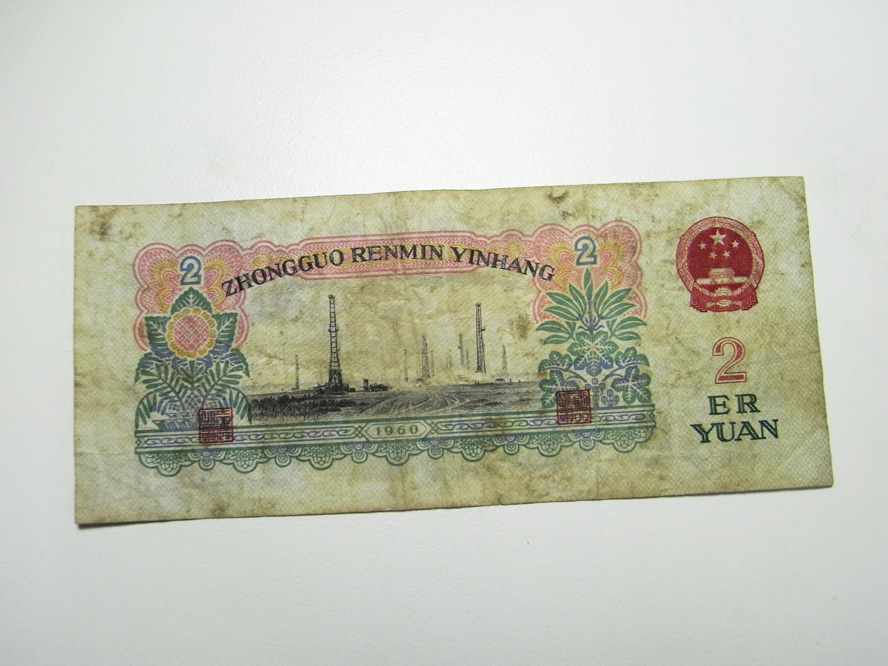 2
2
ZHONGGUO RENMIN YINHANG
1960
2
ER
YUAN